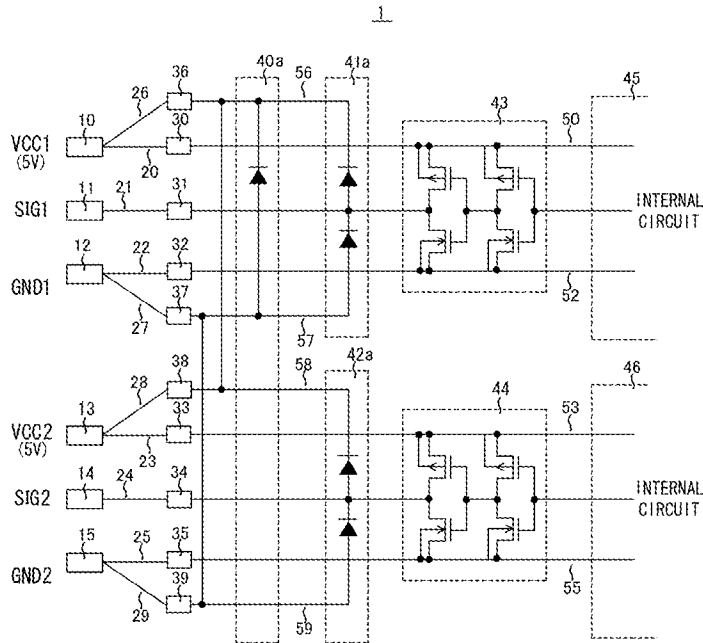 1
40a
56
41a
45
36
26
43
10
30
50
VCC1
(5V)
20
11
21
31
SIG1
INTERNAL
CIRCUIT
12
22
32
GND1
37
27
57
52
42a
58
38
46
28
44
13
33
53
VCC2
(5V)
23
14
24
34
SIG2
INTERNAL
CIRCUIT
15
25
35
GND2
39
55
29
59